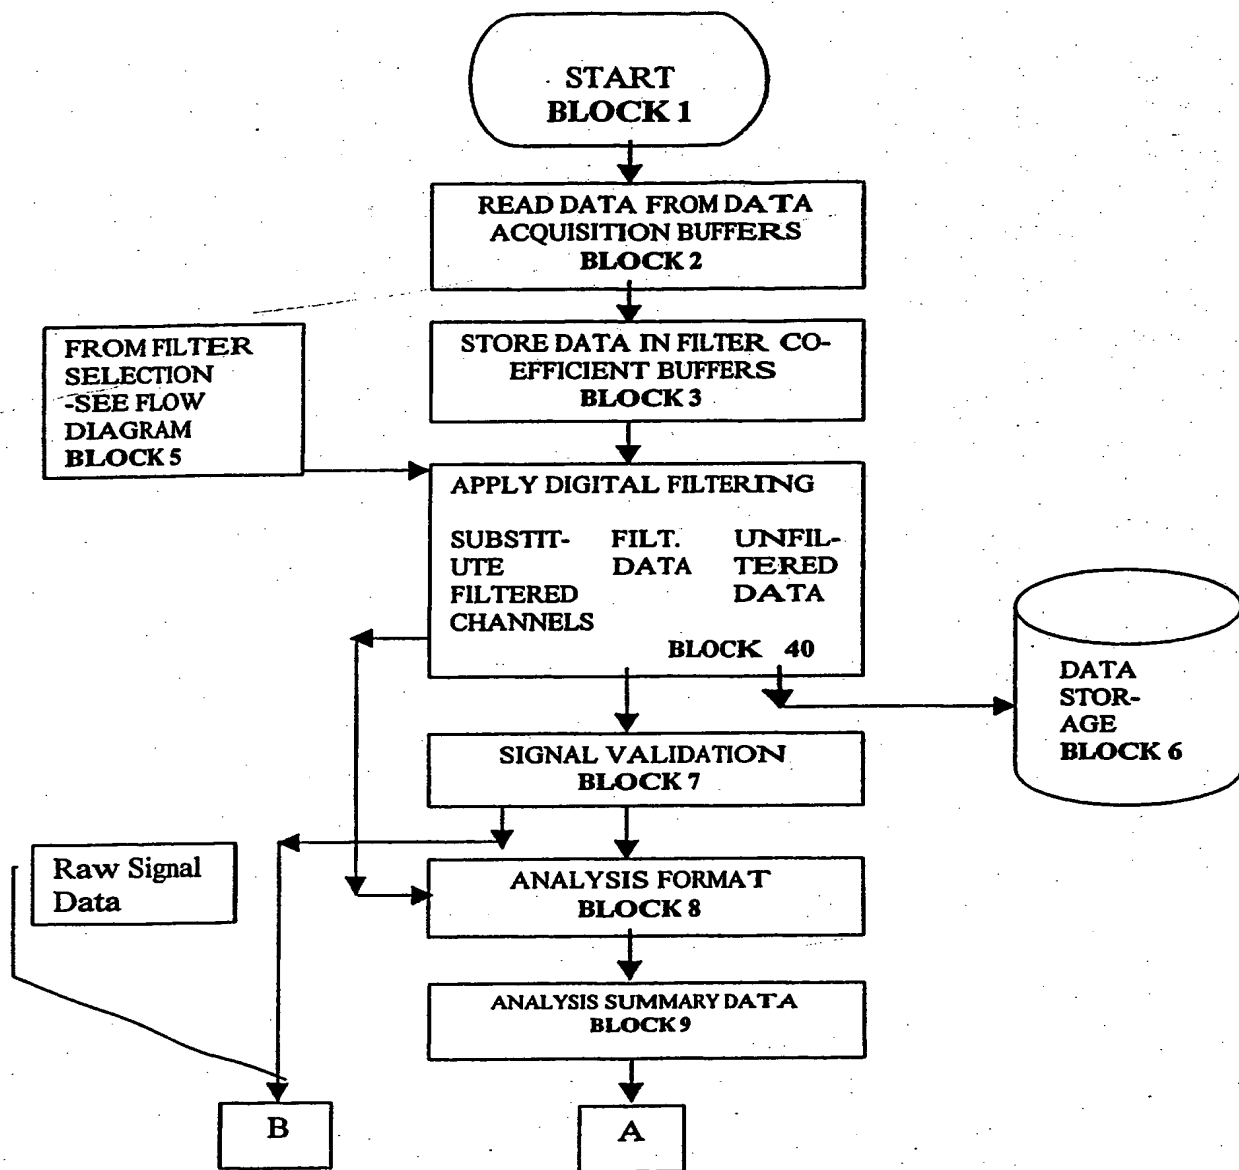 START
BLOCK 1
READ DATA FROM DATA
ACQUISITION BUFFERS
BLOCK 2
STORE DATA IN FILTER CO-
EFFICIENT BUFFERS
BLOCK 3
FROM FILTER
SELECTION
-SEE FLOW
DIAGRAM
BLOCK 5
APPLY DIGITAL FILTERING
SUBSTIT-
UTE
FILTERED
CHANNELS
FILT.
DATA
UNFIL-
TERED
DATA
BLOCK 40
DATA
STOR-
AGE
BLOCK 6
SIGNAL VALIDATION
BLOCK 7
Raw Signal
Data
ANALYSIS FORMAT
BLOCK 8
ANALYSIS SUMMARY DATA
BLOCK 9
B
A